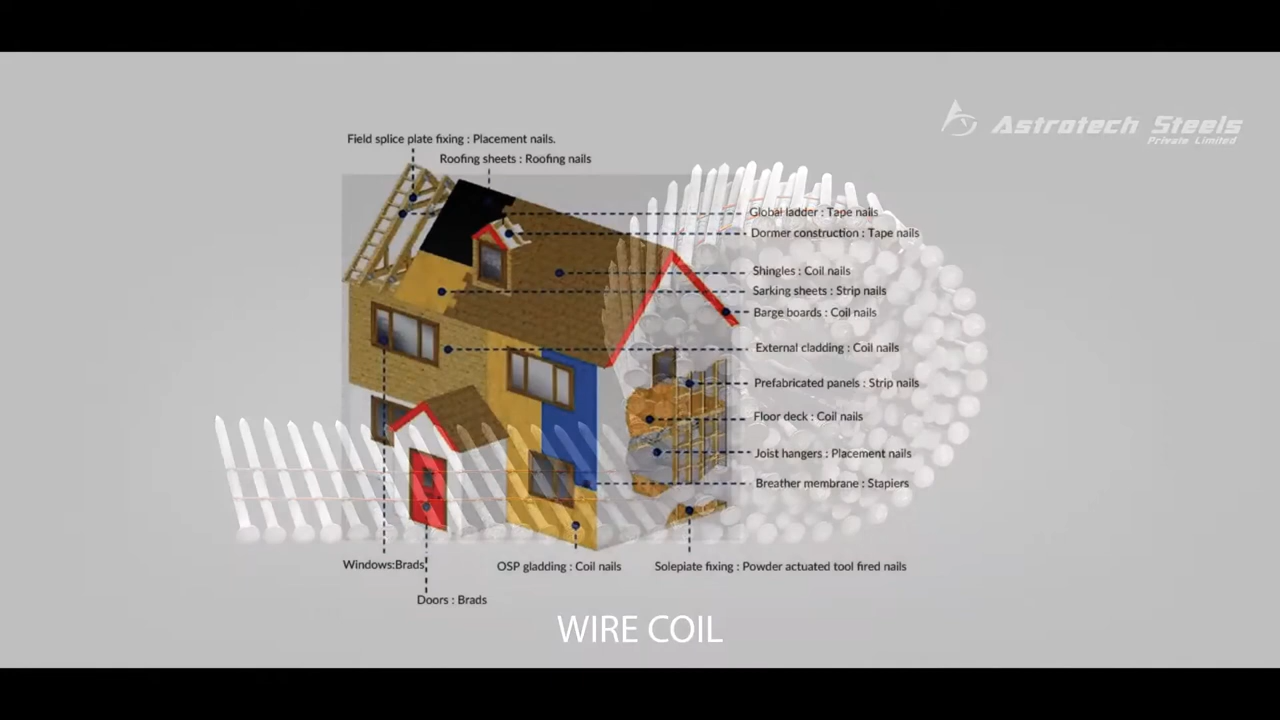 Astrotech Steels
Private Limited
Field splice plate fixing : Placement nails.
Roofing sheets : Roofing nails
Global ladder : Tape nails
Dormer construction : Tape nails
Shingles : Coil nails
Sarking sheets : Strip nails
Barge boards : Coil nails
External cladding : Coil nails
Prefabricated panels : Strip nails
Floor deck : Coil nails
Joist hangers : Placement nails
Breather membrane : Stapiers
Windows:Brads
OSP gladding : Coil nails
Soleplate fixing : Powder actuated tool fired nails
Doors : Brads
WIRE COIL